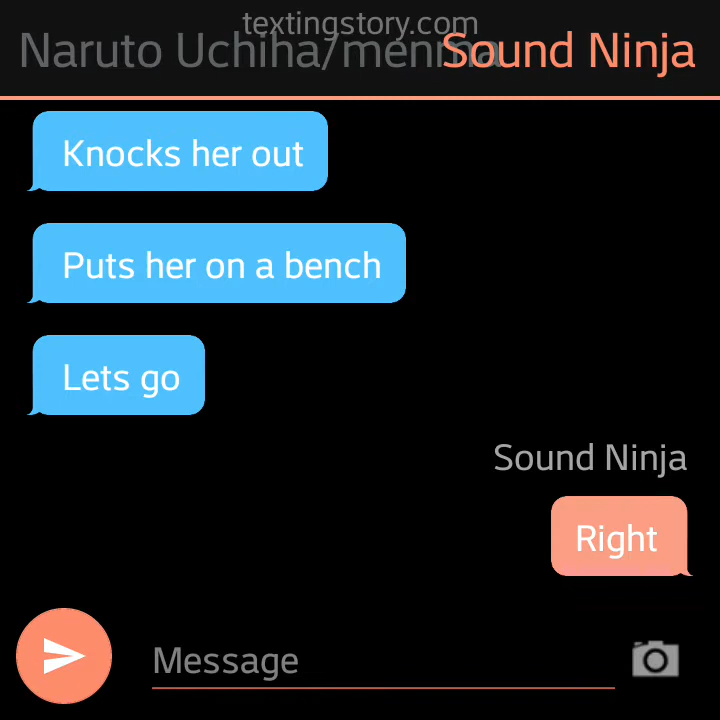 textingstory.com
Naruto Uchiha/menma
Sound Ninja
Knocks her out
Puts her on a bench
Lets go
Sound Ninja
Right
Message